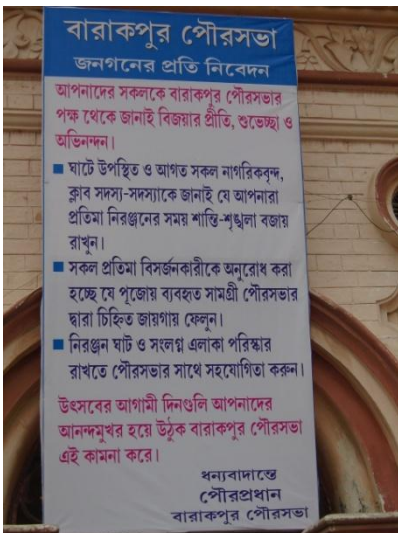 বারাকপুর পৌরসভা
জনগনের প্রতি নিবেদন
আপনাদের সকলকে বারাকপুর পৌরসভার
পক্ষ থেকে জানাই বিজয়ার প্রীতি, শুভেচ্ছা ও
অভিনন্দন।
ঘাটে উপস্থিত ও আগত সকল নাগরিকবৃন্দ,
ক্লাব সদস্য-সদস্যাকে জানাই যে আপনারা
প্রতিমা নিরঞ্জনের সময় শান্তি-শৃঙ্খলা বজায়
রাখুন।
সকল প্রতিমা বিসর্জনকারীকে অনুরোধ করা
হচ্ছে যে পূজোয় ব্যবহৃত সামগ্রী পৌরসভার
দ্বারা চিহ্নিত জায়গায় ফেলুন।
নিরঞ্জন ঘাট ও সংলগ্ন এলাকা পরিস্কার
রাখতে পৌরসভার সাথে সহযোগিতা করুন।
উৎসবের আগামী দিনগুলি আপনাদের
আনন্দমুখর হয়ে উঠুক বারাকপুর পৌরসভা
এই কামনা করে।
ধন্যবাদান্তে
পৌরপ্রধান
বারাকপুর পৌরসভা